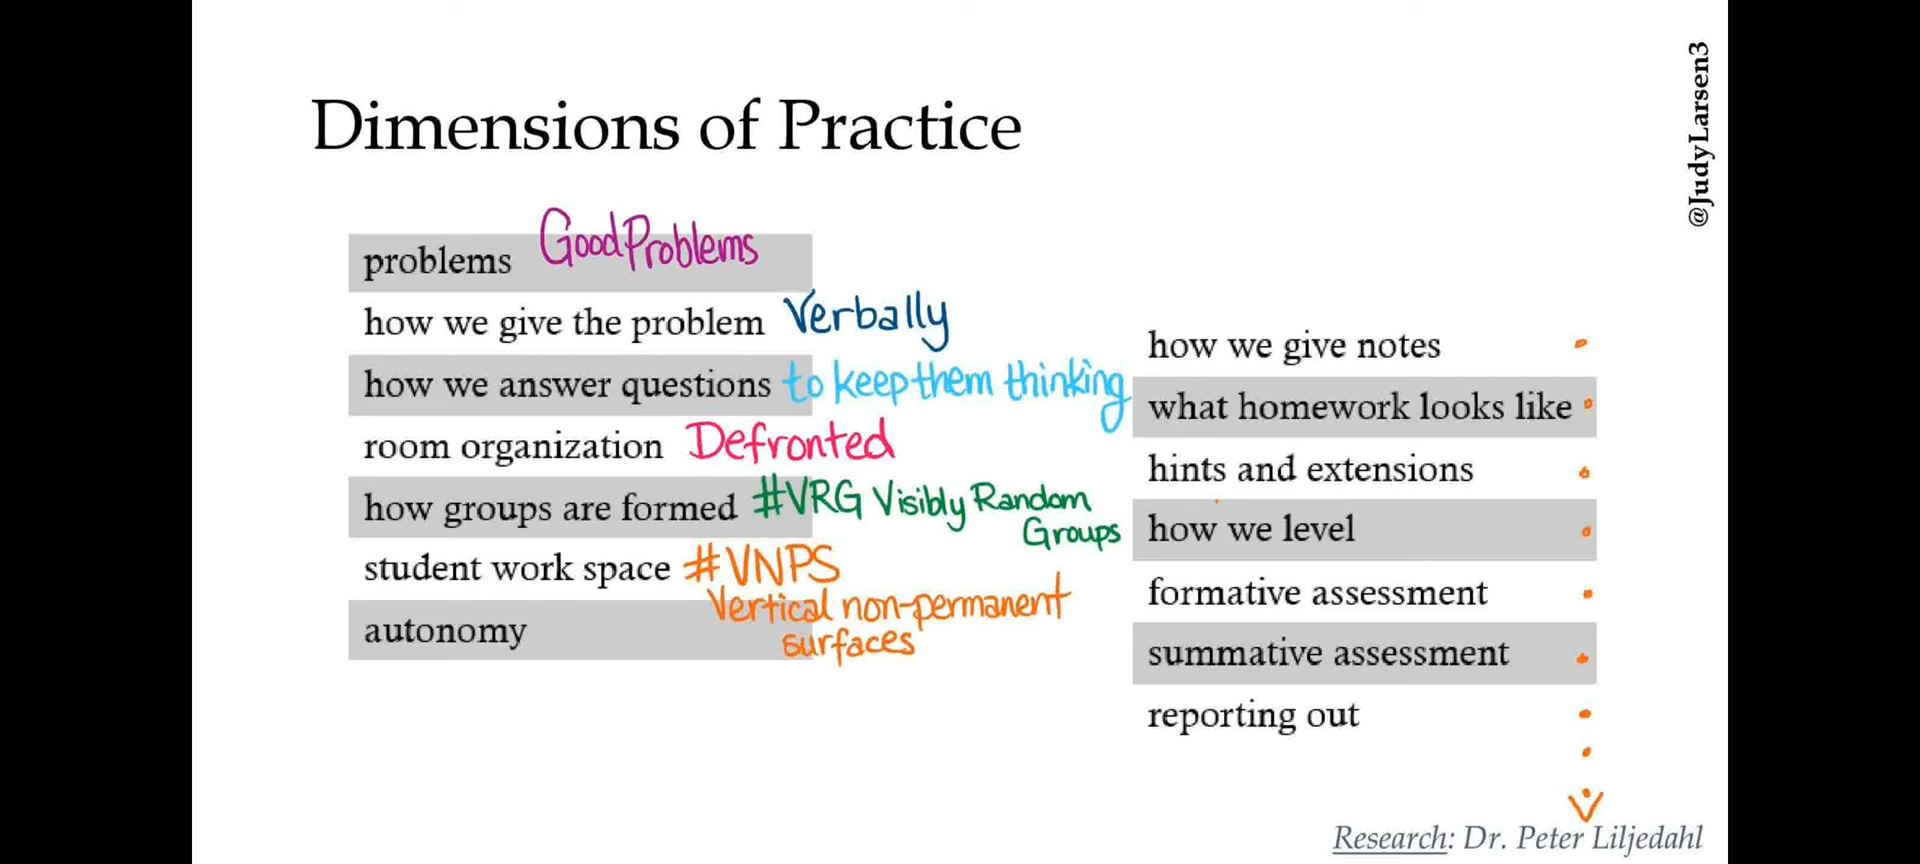 Dimensions of Practice
@JudyLarsen3
problems GoodProblems
how we give the problem Verbally
how we answer questions to keep them thinking
room organization Defronted
how groups are formed #VRG Visibly Random
Groups
student work space #VNPS
Vertical non-permanent
surfaces
autonomy
how we give notes
what homework looks like
hints and extensions
how we level
formative assessment
summative assessment
reporting out
Research: Dr. Peter Liljedahl